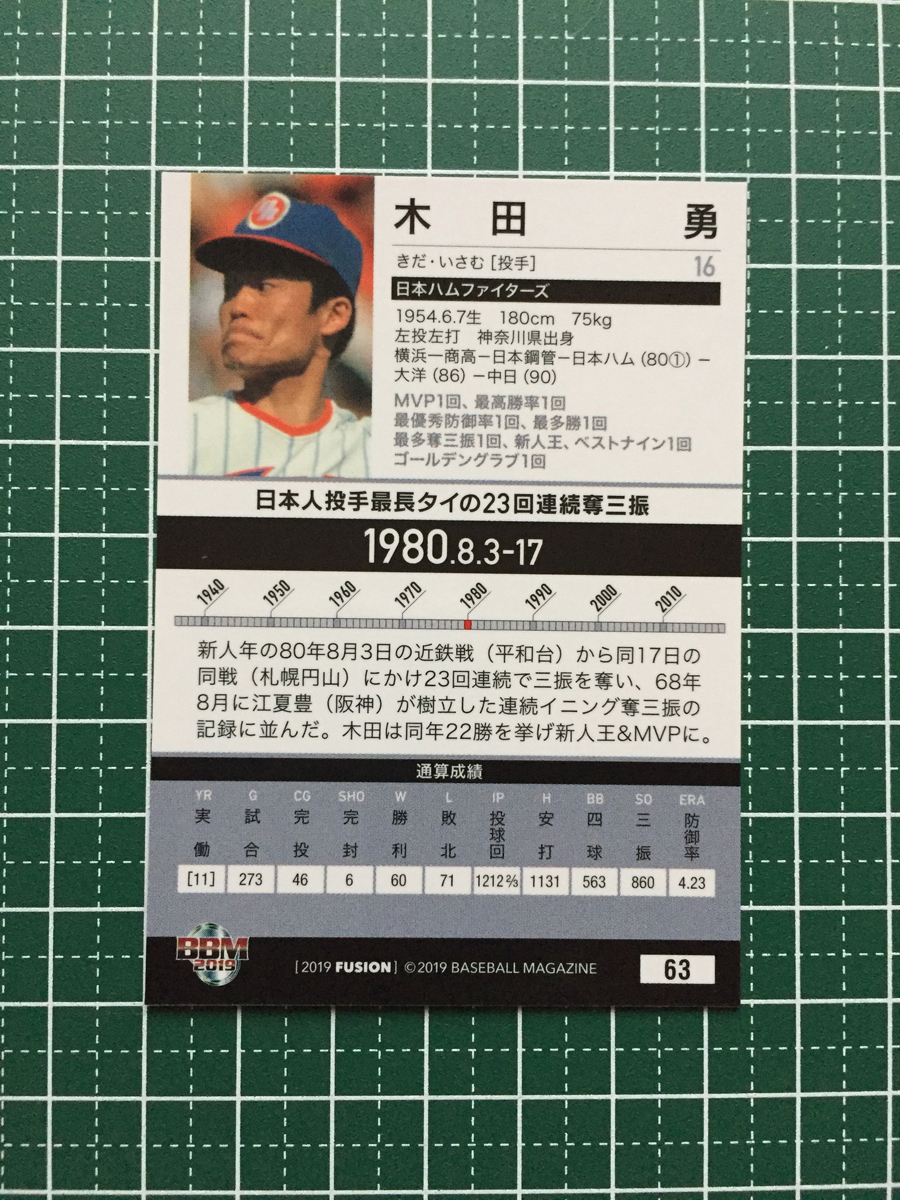 木田 勇
きだ・いさむ[投手] 16
日本ハムファイターズ
1954.6.7生 180cm 75kg
左投左打 神奈川県出身
横浜一商高−日本鋼管−日本ハム(80①)−
大洋(86)−中日(90)
MVP1回、最高勝率1回
最優秀防御率1回、最多勝1回
最多奪三振1回、新人王、ベストナイン1回
ゴールデングラブ1回
日本人投手最長タイの23回連続奪三振
1980.8.3-17
1940 1950 1960 1970 1980 1990 2000 2010
新人年の80年8月3日の近鉄戦(平和台)から同17日の
同戦(札幌円山)にかけ23回連続で三振を奪い、68年
8月に江夏豊(阪神)が樹立した連続イニング奪三振の
記録に並んだ。木田は同年22勝を挙げ新人王&MVPに。
通算成績
YR G CG SHO W L IP H BB SO ERA
実働 試合 完投 完封 勝利 敗北 投球回 安打 四球 三振 防御率
[11] 273 46 6 60 71 1212⅔ 1131 563 860 4.23
BBM
2019
[2019 FUSION] ©2019 BASEBALL MAGAZINE 63